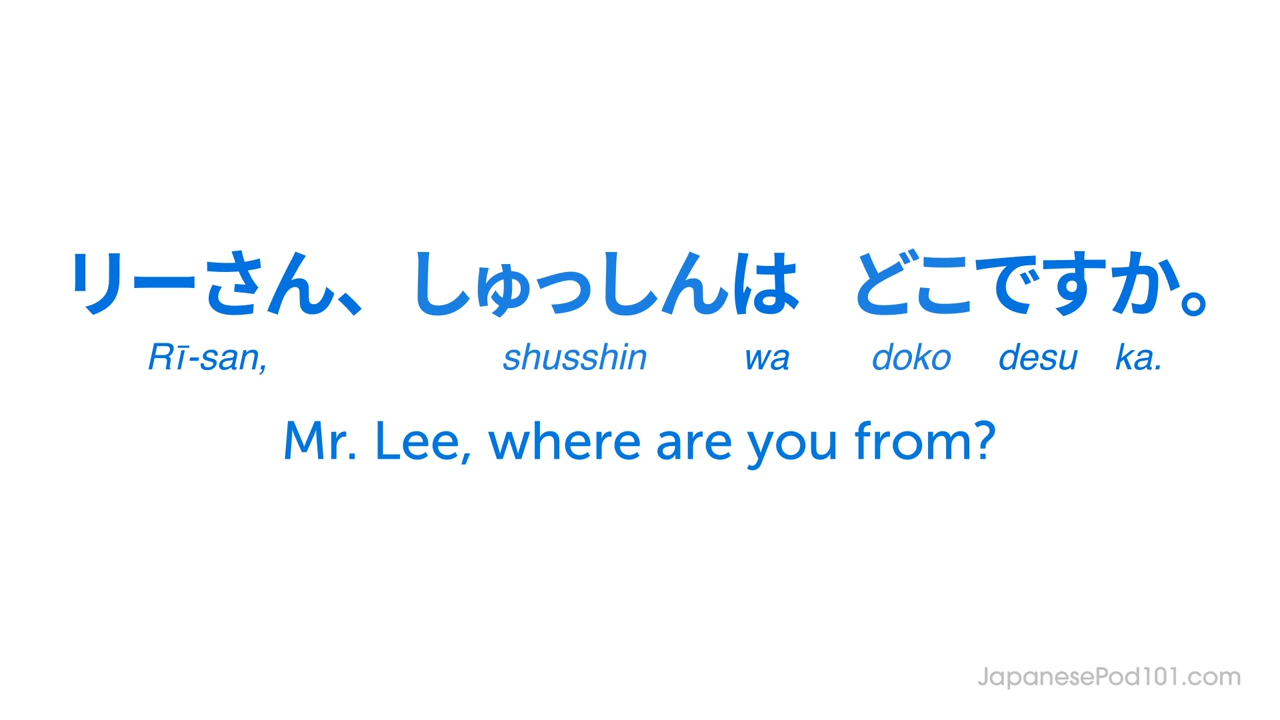 リーさん、しゅっしんは どこですか。
Rī-san, shusshin wa doko desu ka.
Mr. Lee, where are you from?
JapanesePod101.com